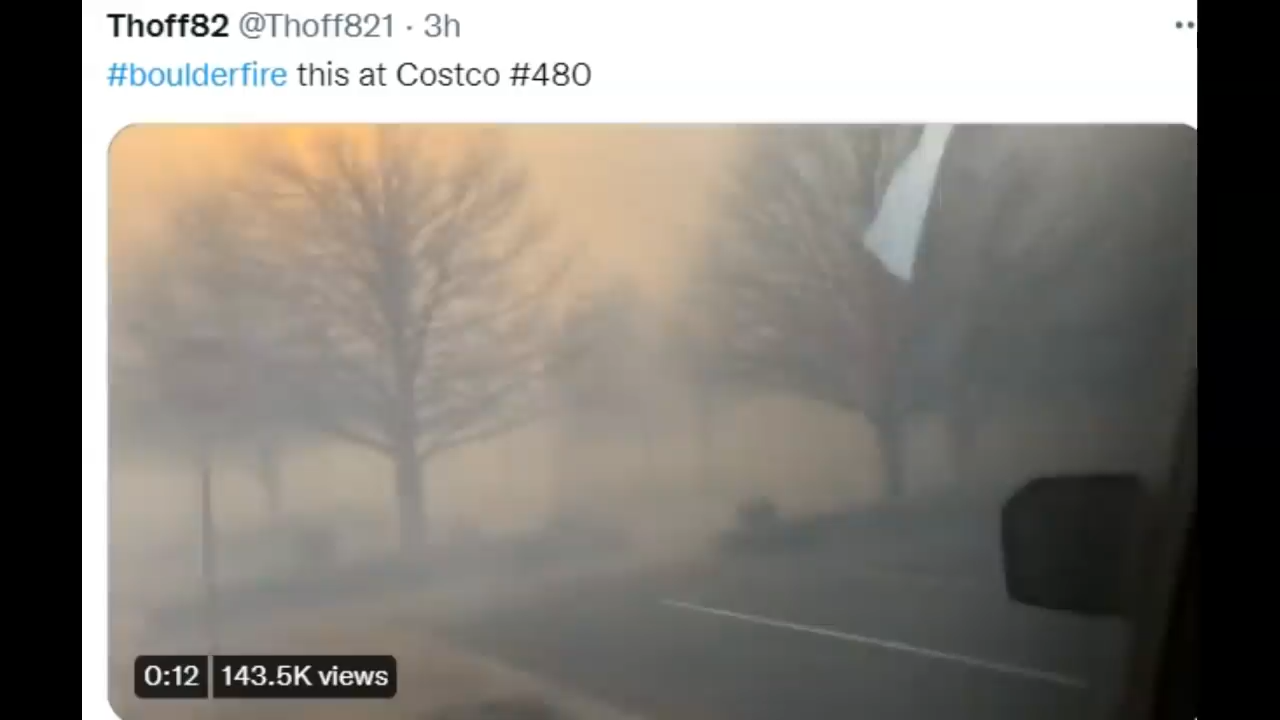 Thoff82 @Thoff821 · 3h
#boulderfire this at Costco #480
0:12 143.5K views